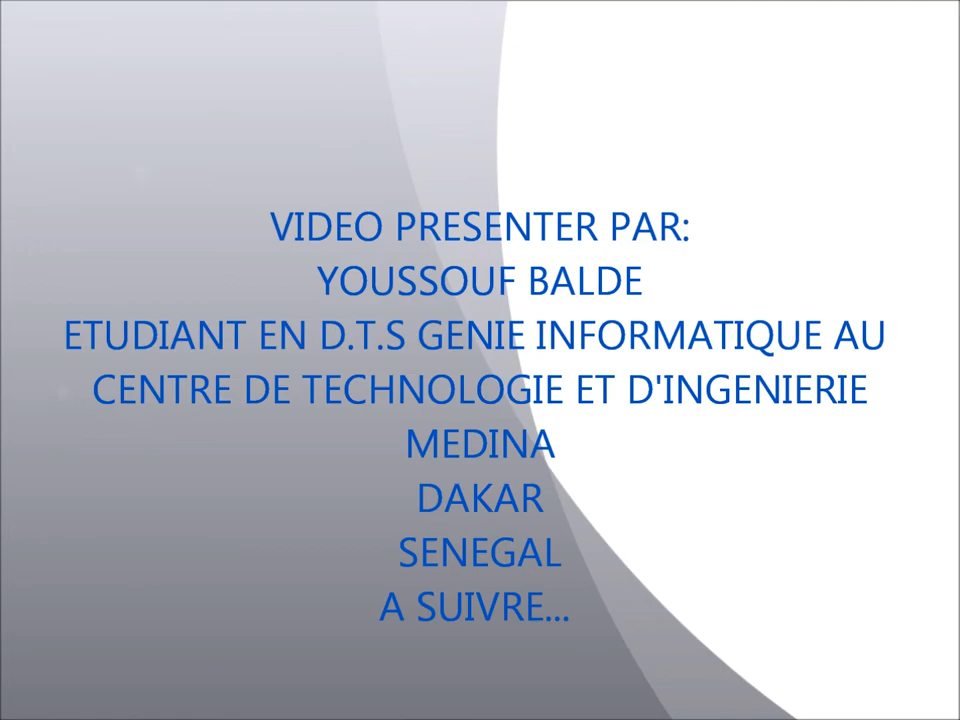 VIDEO PRESENTER PAR:
YOUSSOUF BALDE
ETUDIANT EN D.T.S GENIE INFORMATIQUE AU
CENTRE DE TECHNOLOGIE ET D'INGENIERIE
MEDINA
DAKAR
SENEGAL
A SUIVRE...